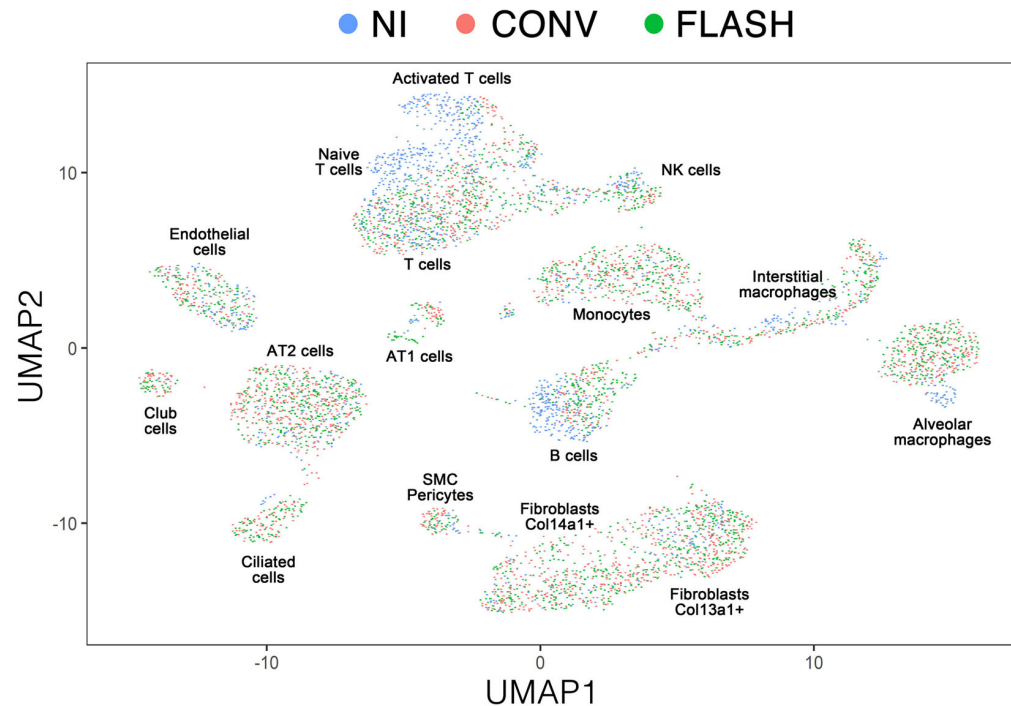 NI CONV FLASH
Activated T cells
Naive
T cells
NK cells
Endothelial
cells
T cells
Interstitial
macrophages
Monocytes
AT1 cells
AT2 cells
Club
cells
Alveolar
macrophages
B cells
SMC
Pericytes
Fibroblasts
Col14a1+
Ciliated
cells
Fibroblasts
Col13a1+
10
0
-10
UMAP2
-10 0 10
UMAP1